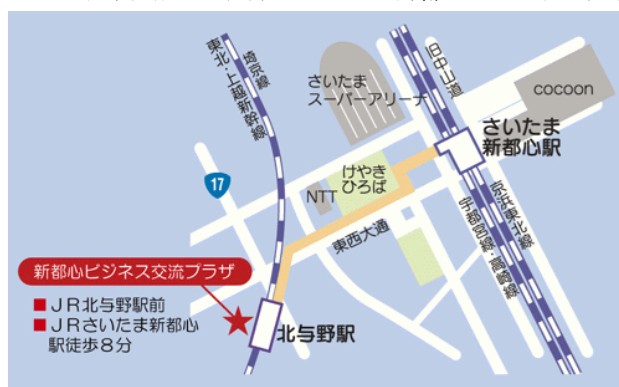 埼京線
東北・上越新幹線
さいたま
スーパーアリーナ
旧中山道
cocoon
さいたま
新都心駅
けやき
ひろば
NTT
17
東西大通
京浜東北線
宇都宮線・高崎線
新都心ビジネス交流プラザ
■ＪＲ北与野駅前
■ＪＲさいたま新都心
駅徒歩８分
北与野駅